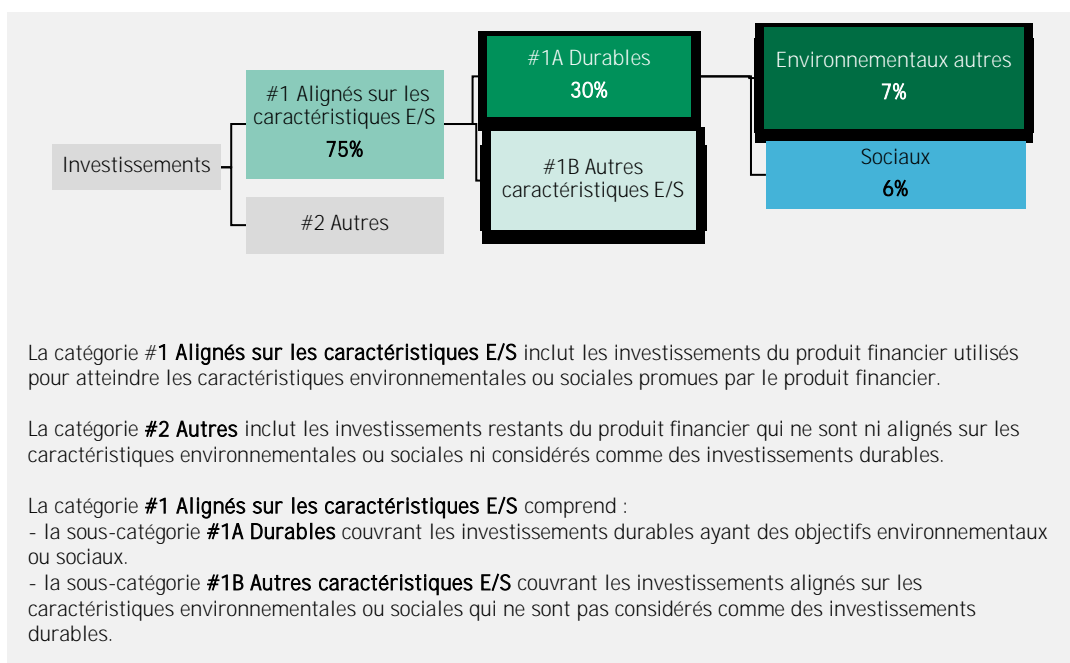 Investissements
#1 Alignés sur les
caractéristiques E/S
75%
#2 Autres
#1A Durables
30%
#1B Autres
caractéristiques E/S
Environnementaux autres
7%
Sociaux
6%
La catégorie #1 Alignés sur les caractéristiques E/S inclut les investissements du produit financier utilisés
pour atteindre les caractéristiques environnementales ou sociales promues par le produit financier.
La catégorie #2 Autres inclut les investissements restants du produit financier qui ne sont ni alignés sur les
caractéristiques environnementales ou sociales ni considérés comme des investissements durables.
La catégorie #1 Alignés sur les caractéristiques E/S comprend :
- la sous-catégorie #1A Durables couvrant les investissements durables ayant des objectifs environnementaux
ou sociaux.
- la sous-catégorie #1B Autres caractéristiques E/S couvrant les investissements alignés sur les
caractéristiques environnementales ou sociales qui ne sont pas considérés comme des investissements
durables.